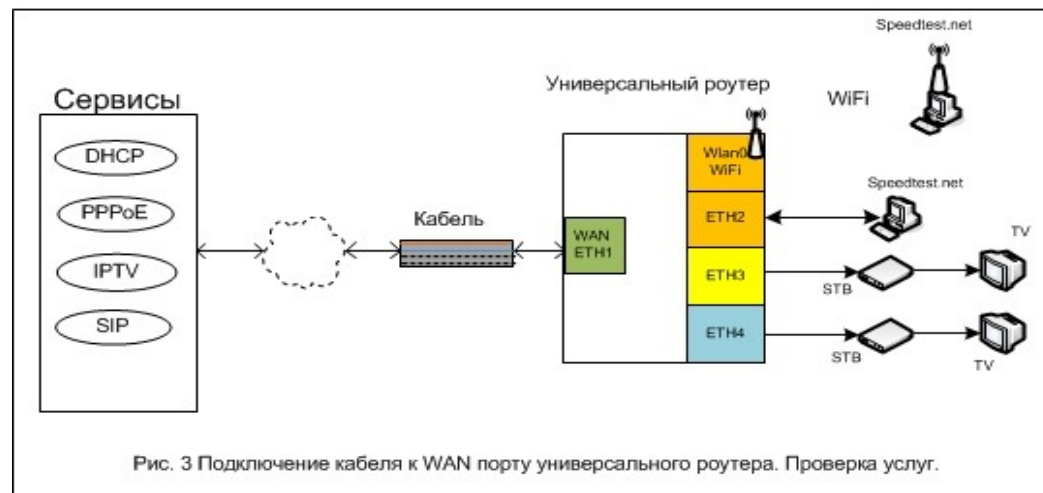 Speedtest.net
Универсальный роутер
WiFi
Сервисы
DHCP
PPPoE
IPTV
SIP
Кабель
WAN
ETH1
Wlan0
WiFi
ETH2
ETH3
ETH4
Speedtest.net
STB
TV
STB
TV
Рис. 3 Подключение кабеля к WAN порту универсального роутера. Проверка услуг.